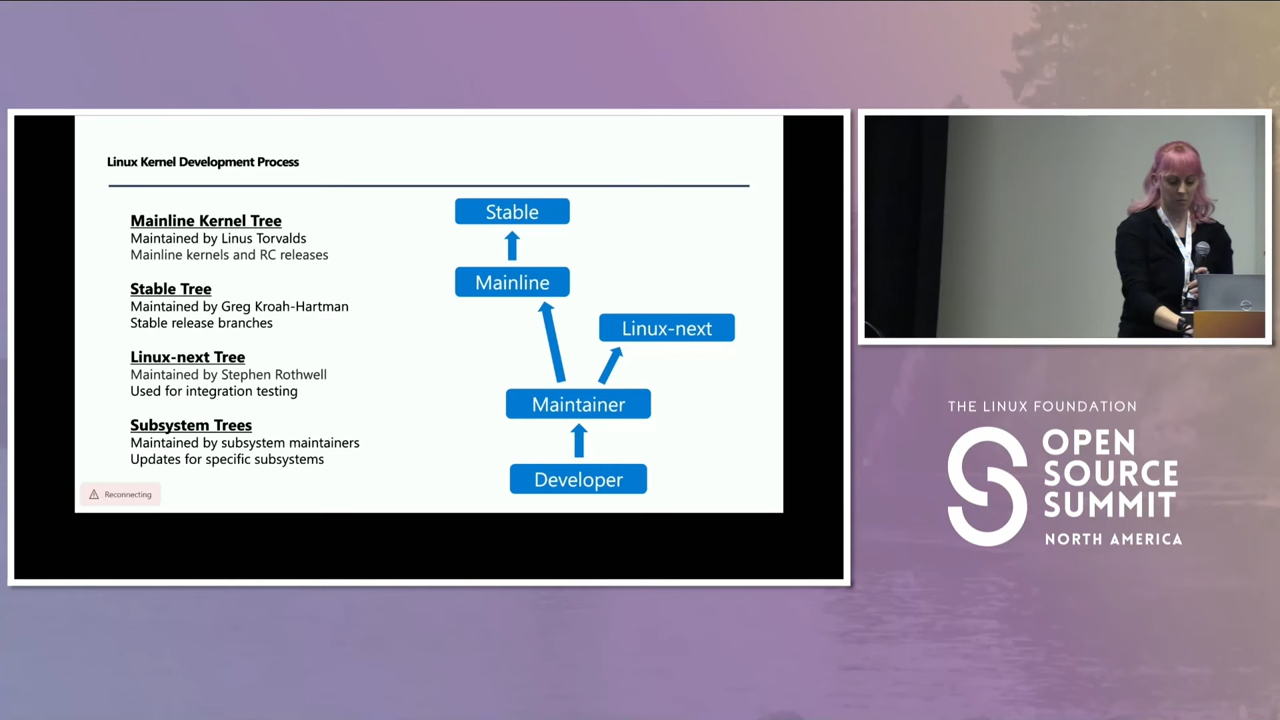 Linux Kernel Development Process
Mainline Kernel Tree
Maintained by Linus Torvalds
Mainline kernels and RC releases
Stable Tree
Maintained by Greg Kroah-Hartman
Stable release branches
Linux-next Tree
Maintained by Stephen Rothwell
Used for integration testing
Subsystem Trees
Maintained by subsystem maintainers
Updates for specific subsystems
Reconnecting
Stable
Mainline
Linux-next
Maintainer
Developer
THE LINUX FOUNDATION
OPEN
SOURCE
SUMMIT
NORTH AMERICA